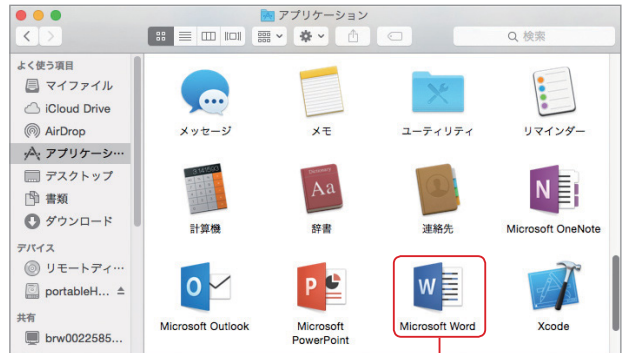 アプリケーション
検索
よく使う項目
マイファイル
iCloud Drive
AirDrop
アプリケーシ…
デスクトップ
書類
ダウンロード
デバイス
リモートディ…
portableH...
共有
brw0022585...
メッセージ
メモ
ユーティリティ
リマインダー
3.141593
Dictionary
Aa
N
計算機
辞書
連絡先
Microsoft OneNote
O
P
W
Microsoft Outlook
Microsoft
PowerPoint
Microsoft Word
Xcode